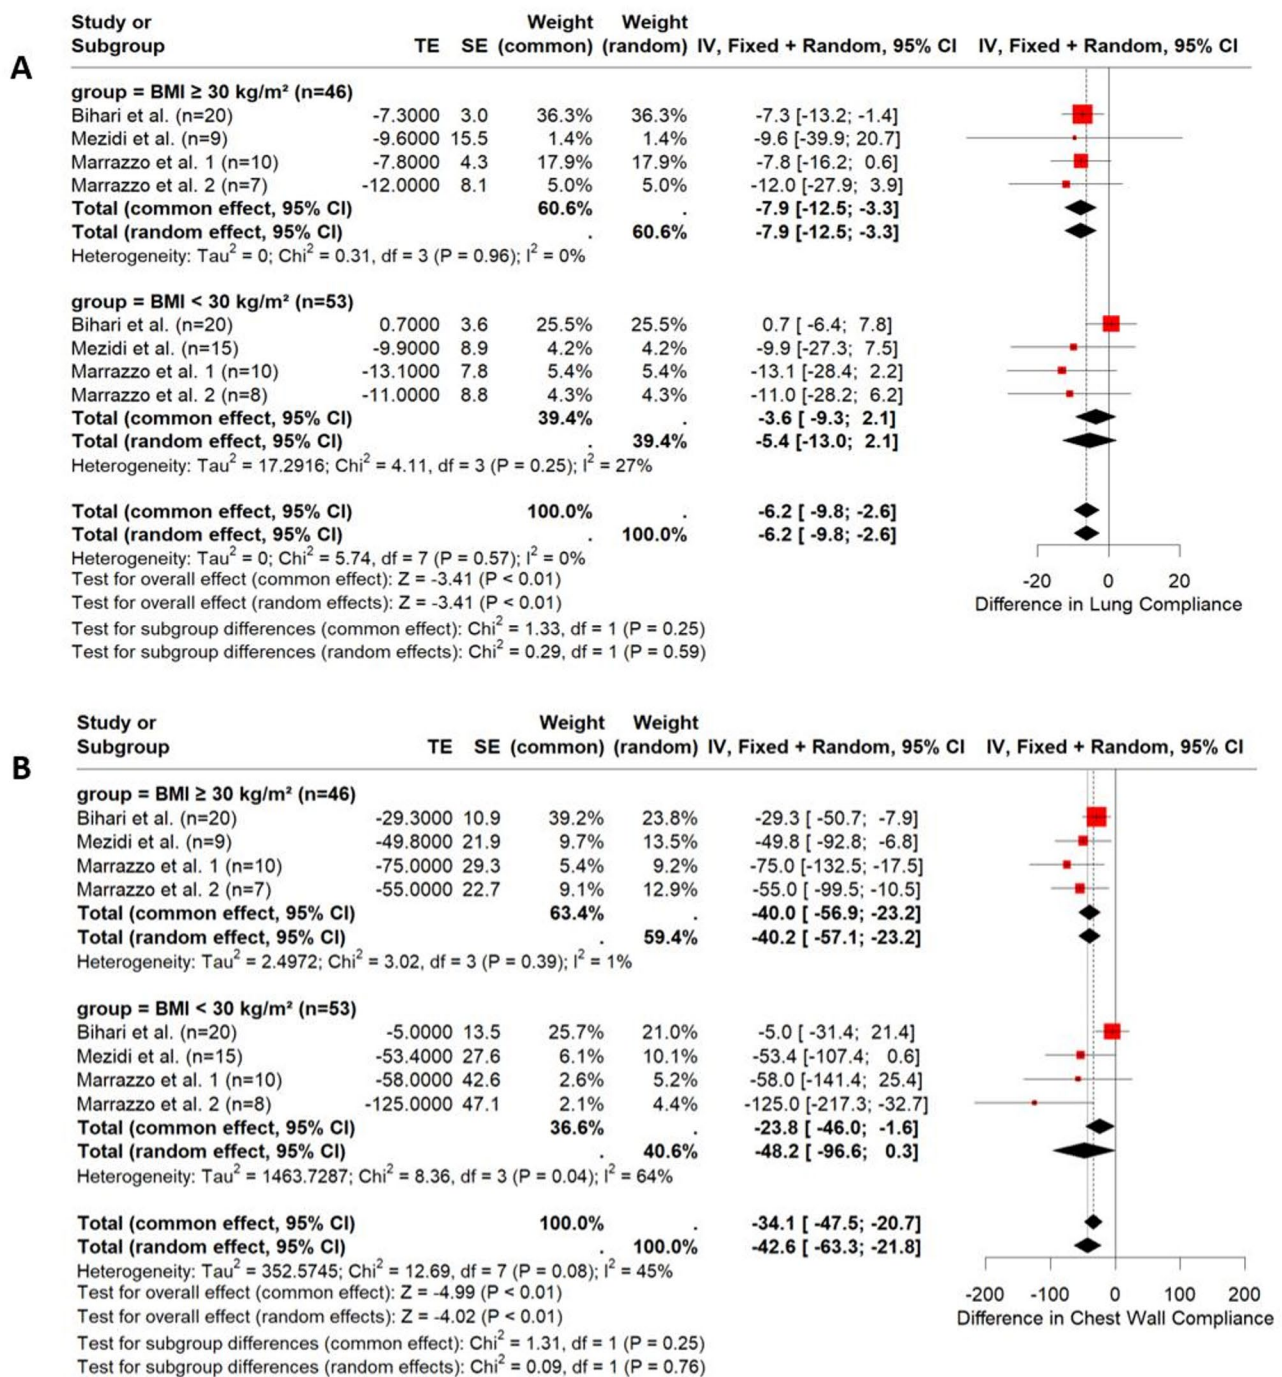 A
Study or Subgroup TE SE Weight (common) Weight (random) IV, Fixed + Random, 95% CI IV, Fixed + Random, 95% CI
group = BMI ≥ 30 kg/m² (n=46)
Bihari et al. (n=20) -7.3000 3.0 36.3% 36.3% -7.3 [-13.2; -1.4]
Mezidi et al. (n=9) -9.6000 15.5 1.4% 1.4% -9.6 [-39.9; 20.7]
Marrazzo et al. 1 (n=10) -7.8000 4.3 17.9% 17.9% -7.8 [-16.2; 0.6]
Marrazzo et al. 2 (n=7) -12.0000 8.1 5.0% 5.0% -12.0 [-27.9; 3.9]
Total (common effect, 95% CI) 60.6% . -7.9 [-12.5; -3.3]
Total (random effect, 95% CI) . 60.6% -7.9 [-12.5; -3.3]
Heterogeneity: Tau² = 0; Chi² = 0.31, df = 3 (P = 0.96); I² = 0%
group = BMI < 30 kg/m² (n=53)
Bihari et al. (n=20) 0.7000 3.6 25.5% 25.5% 0.7 [ -6.4; 7.8]
Mezidi et al. (n=15) -9.9000 8.9 4.2% 4.2% -9.9 [-27.3; 7.5]
Marrazzo et al. 1 (n=10) -13.1000 7.8 5.4% 5.4% -13.1 [-28.4; 2.2]
Marrazzo et al. 2 (n=8) -11.0000 8.8 4.3% 4.3% -11.0 [-28.2; 6.2]
Total (common effect, 95% CI) 39.4% . -3.6 [ -9.3; 2.1]
Total (random effect, 95% CI) . 39.4% -5.4 [-13.0; 2.1]
Heterogeneity: Tau² = 17.2916; Chi² = 4.11, df = 3 (P = 0.25); I² = 27%
Total (common effect, 95% CI) 100.0% . -6.2 [ -9.8; -2.6]
Total (random effect, 95% CI) . 100.0% -6.2 [ -9.8; -2.6]
Heterogeneity: Tau² = 0; Chi² = 5.74, df = 7 (P = 0.57); I² = 0%
Test for overall effect (common effect): Z = -3.41 (P < 0.01)
Test for overall effect (random effects): Z = -3.41 (P < 0.01)
Test for subgroup differences (common effect): Chi² = 1.33, df = 1 (P = 0.25)
Test for subgroup differences (random effects): Chi² = 0.29, df = 1 (P = 0.59)
-20 0 20
Difference in Lung Compliance
B
Study or Subgroup TE SE Weight (common) Weight (random) IV, Fixed + Random, 95% CI IV, Fixed + Random, 95% CI
group = BMI ≥ 30 kg/m² (n=46)
Bihari et al. (n=20) -29.3000 10.9 39.2% 23.8% -29.3 [ -50.7; -7.9]
Mezidi et al. (n=9) -49.8000 21.9 9.7% 13.5% -49.8 [ -92.8; -6.8]
Marrazzo et al. 1 (n=10) -75.0000 29.3 5.4% 9.2% -75.0 [-132.5; -17.5]
Marrazzo et al. 2 (n=7) -55.0000 22.7 9.1% 12.9% -55.0 [ -99.5; -10.5]
Total (common effect, 95% CI) 63.4% . -40.0 [ -56.9; -23.2]
Total (random effect, 95% CI) . 59.4% -40.2 [ -57.1; -23.2]
Heterogeneity: Tau² = 2.4972; Chi² = 3.02, df = 3 (P = 0.39); I² = 1%
group = BMI < 30 kg/m² (n=53)
Bihari et al. (n=20) -5.0000 13.5 25.7% 21.0% -5.0 [ -31.4; 21.4]
Mezidi et al. (n=15) -53.4000 27.6 6.1% 10.1% -53.4 [-107.4; 0.6]
Marrazzo et al. 1 (n=10) -58.0000 42.6 2.6% 5.2% -58.0 [-141.4; 25.4]
Marrazzo et al. 2 (n=8) -125.0000 47.1 2.1% 4.4% -125.0 [-217.3; -32.7]
Total (common effect, 95% CI) 36.6% . -23.8 [ -46.0; -1.6]
Total (random effect, 95% CI) . 40.6% -48.2 [ -96.6; 0.3]
Heterogeneity: Tau² = 1463.7287; Chi² = 8.36, df = 3 (P = 0.04); I² = 64%
Total (common effect, 95% CI) 100.0% . -34.1 [ -47.5; -20.7]
Total (random effect, 95% CI) . 100.0% -42.6 [ -63.3; -21.8]
Heterogeneity: Tau² = 352.5745; Chi² = 12.69, df = 7 (P = 0.08); I² = 45%
Test for overall effect (common effect): Z = -4.99 (P < 0.01)
Test for overall effect (random effects): Z = -4.02 (P < 0.01)
Test for subgroup differences (common effect): Chi² = 1.31, df = 1 (P = 0.25)
Test for subgroup differences (random effects): Chi² = 0.09, df = 1 (P = 0.76)
-200 -100 0 100 200
Difference in Chest Wall Compliance